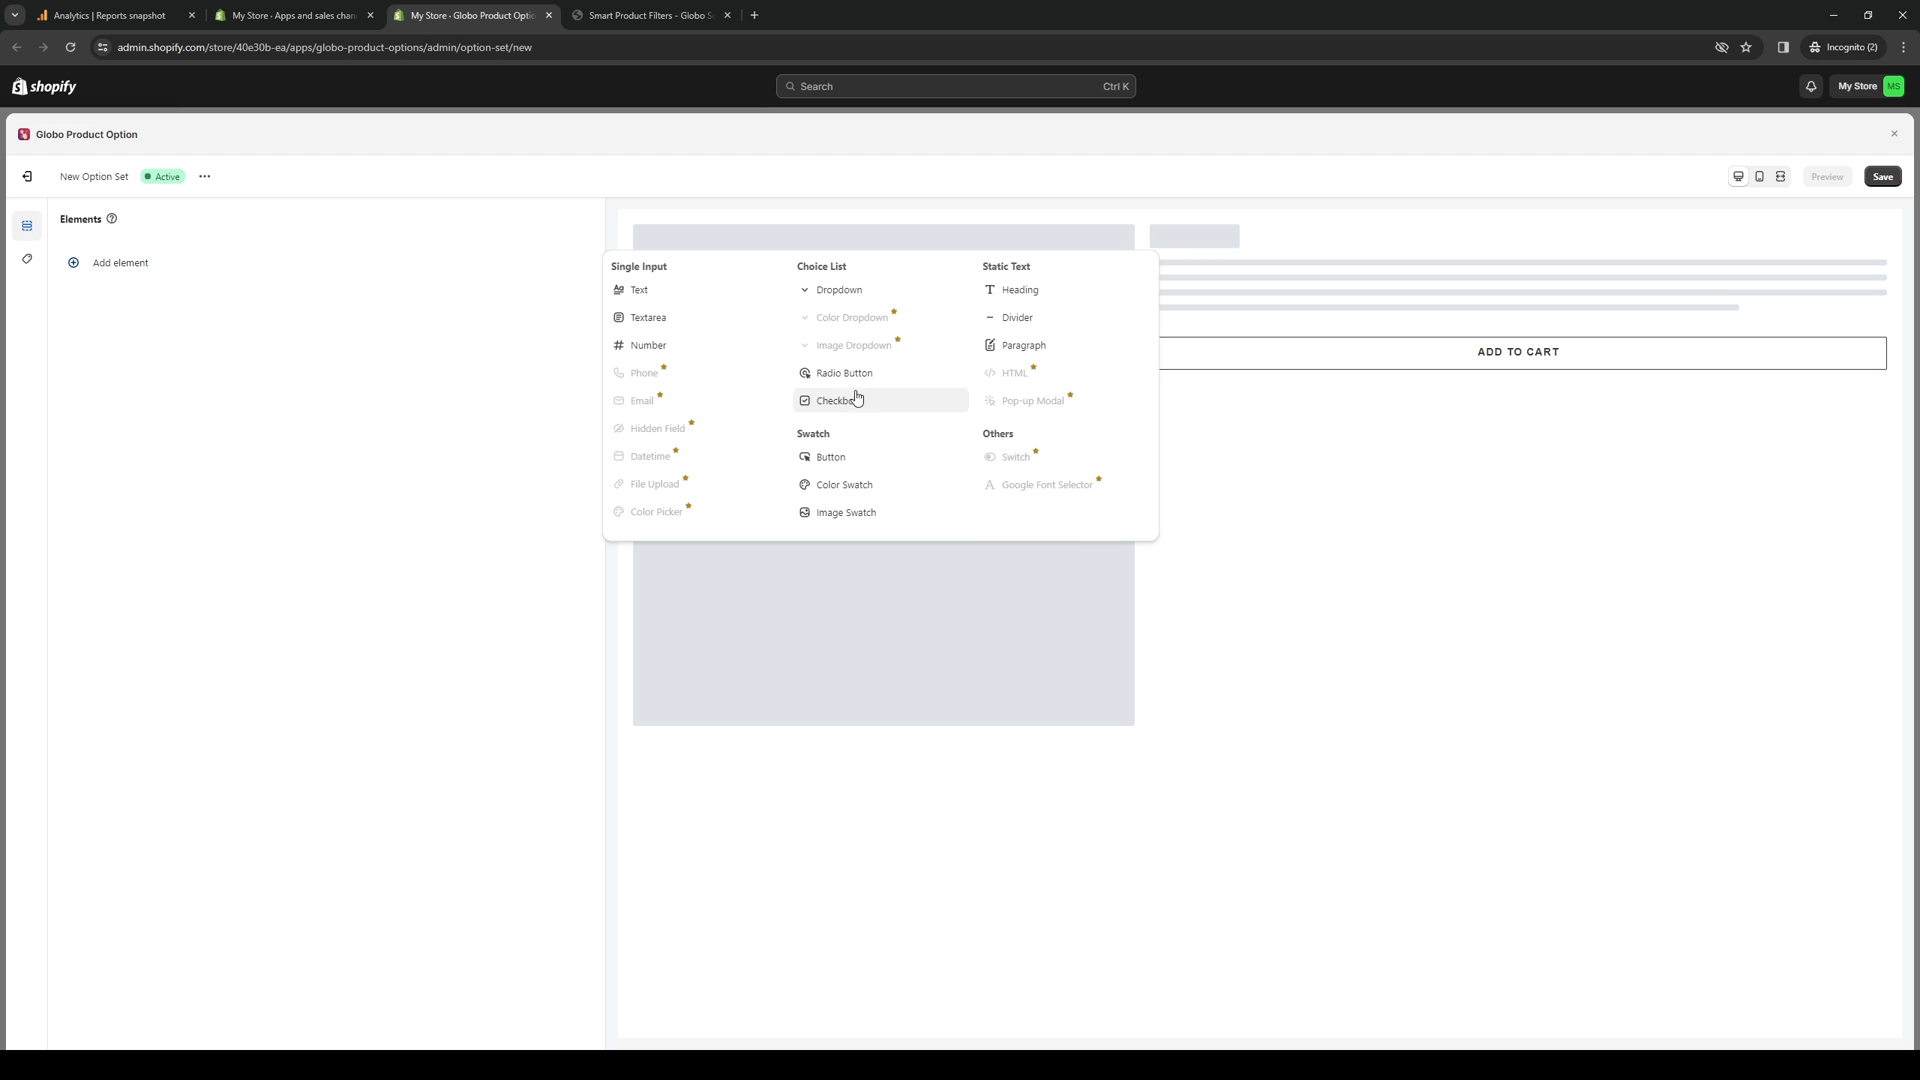 Analytics | Reports snapshot
My Store · Apps and sales chan
My Store · Globo Product Optio
Smart Product Filters - Globo S
admin.shopify.com/store/40e30b-ea/apps/globo-product-options/admin/option-set/new
Incognito (2)
shopify
Search
Ctrl K
My Store
MS
Globo Product Option
New Option Set
Active
Preview
Save
Elements
Add element
Single Input
Text
Textarea
Number
Phone
Email
Hidden Field
Datetime
File Upload
Color Picker
Choice List
Dropdown
Color Dropdown
Image Dropdown
Radio Button
Checkbo
Swatch
Button
Color Swatch
Image Swatch
Static Text
Heading
Divider
Paragraph
HTML
Pop-up Modal
Others
Switch
Google Font Selector
ADD TO CART